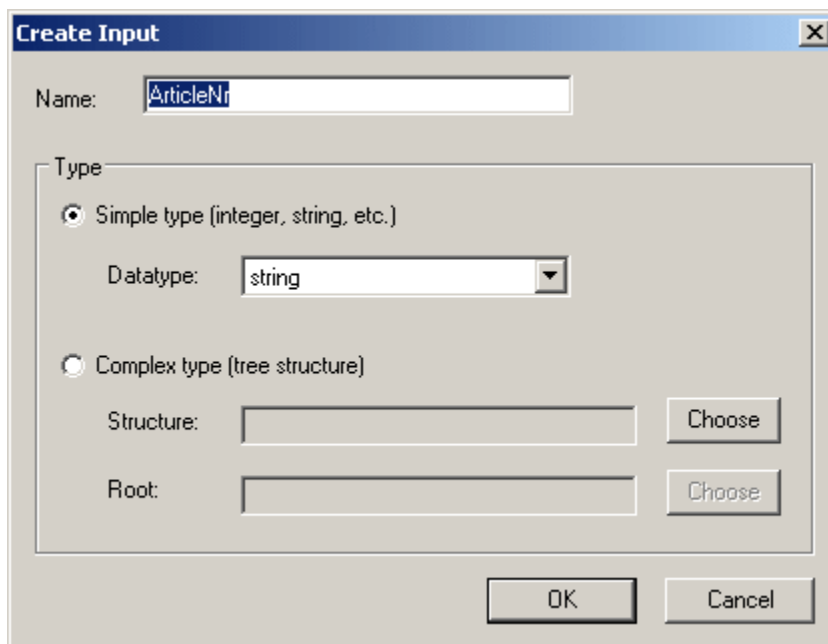 Create Input
Name: ArticleNr
Type
Simple type (integer, string, etc.)
Datatype: string
Complex type (tree structure)
Structure: Choose
Root: Choose
OK Cancel